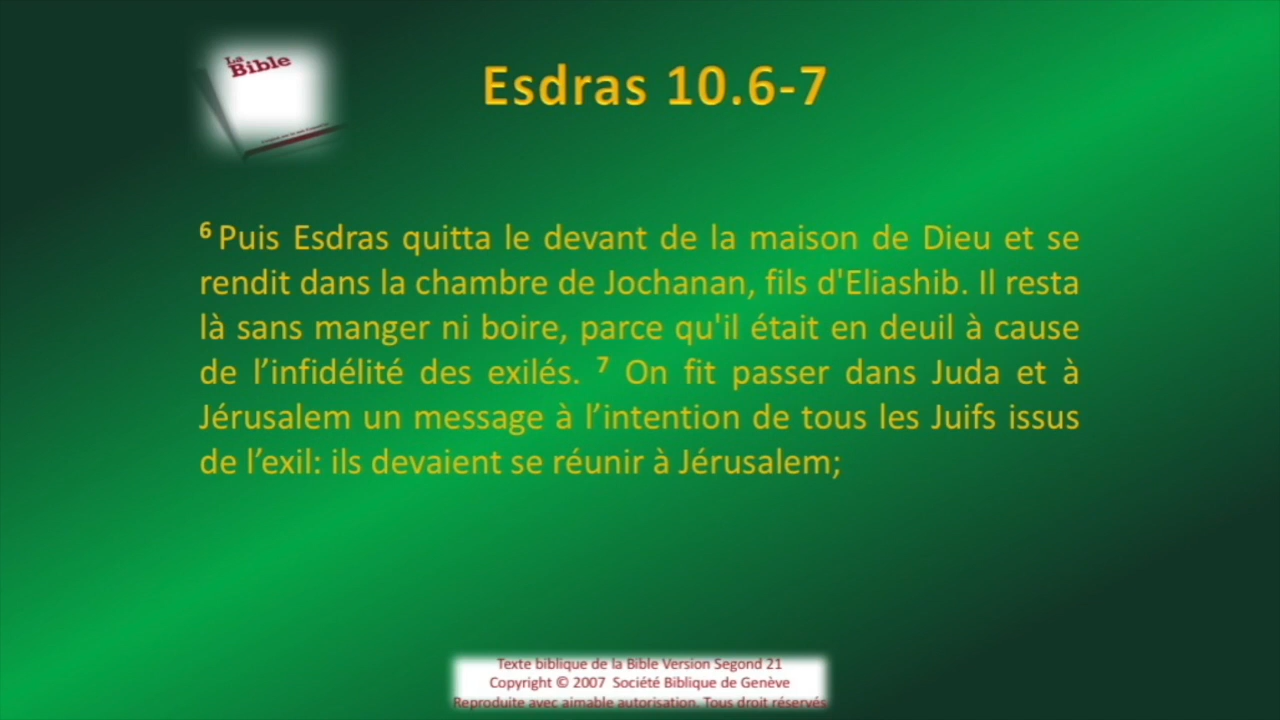 La
Bible
Esdras 10.6-7
6 Puis Esdras quitta le devant de la maison de Dieu et se
rendit dans la chambre de Jochanan, fils d'Eliashib. Il resta
là sans manger ni boire, parce qu'il était en deuil à cause
de l’infidélité des exilés. 7 On fit passer dans Juda et à
Jérusalem un message à l’intention de tous les Juifs issus
de l’exil: ils devaient se réunir à Jérusalem;
Texte biblique de la Bible Version Segond 21
Copyright © 2007 Société Biblique de Genève
Reproduite avec aimable autorisation. Tous droit réservés